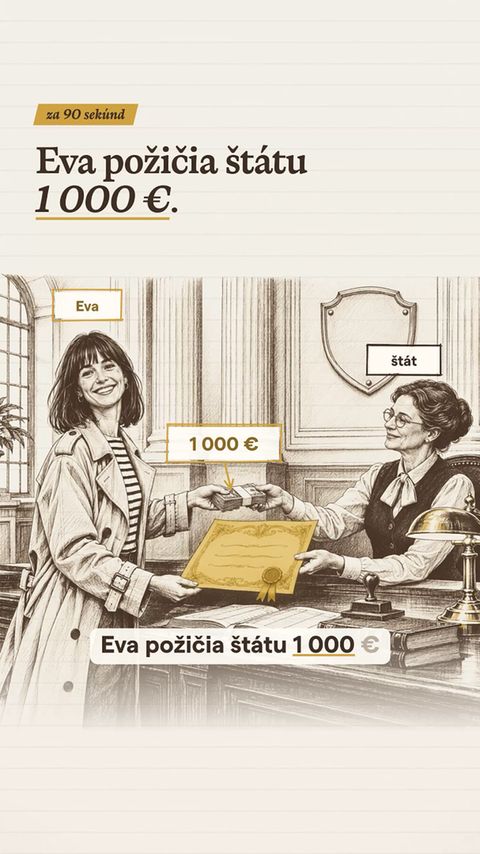 za 90 sekúnd
Eva požičia štátu
1 000 €.
Eva
štát
1 000 €
Eva požičia štátu 1 000 €